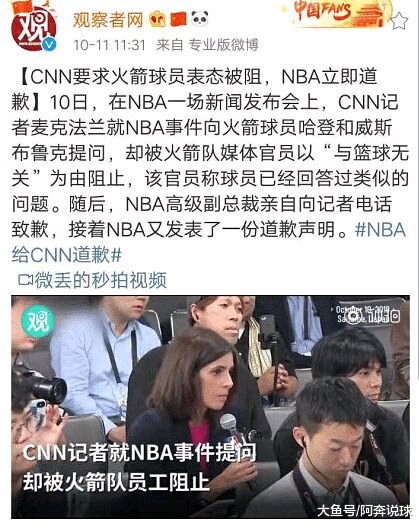 观察者网
中国FANS
10-11 11:31 来自 专业版微博
【CNN要求火箭球员表态被阻，NBA立即道
歉】10日，在NBA一场新闻发布会上，CNN记
者麦克法兰就NBA事件向火箭球员哈登和威斯
布鲁克提问，却被火箭队媒体官员以“与篮球无
关”为由阻止，该官员称球员已经回答过类似的
问题。随后，NBA高级副总裁亲自向记者电话
致歉，接着NBA又发表了一份道歉声明。#NBA
给CNN道歉#
微丢的秒拍视频
观
October 10, 2019
Saitama, Japan
CNN记者就NBA事件提问
却被火箭队员工阻止
大鱼号/阿奔说球